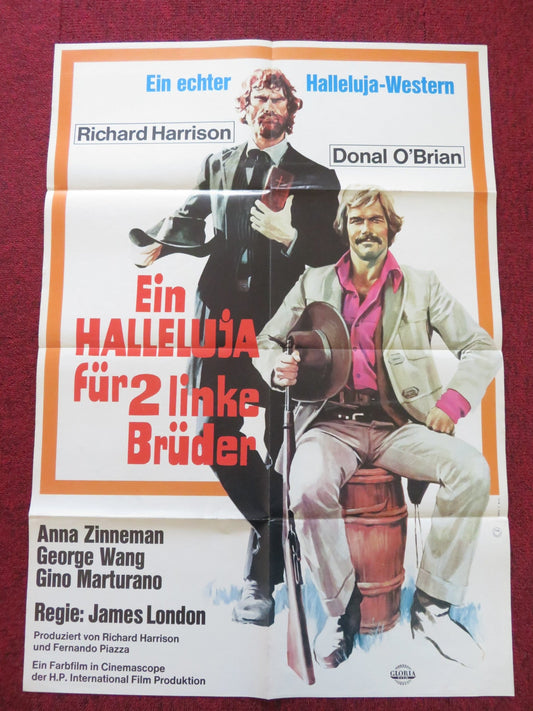 Ein echter Halleluja-Western
Richard Harrison
Donal O'Brian
Ein
HALLELUJA
für 2 linke
Brüder
Anna Zinneman
George Wang
Gino Marturano
Regie: James London
Produziert von Richard Harrison
und Fernando Piazza
Ein Farbfilm in Cinemascope
der H.P. International Film Produktion
GLORIA